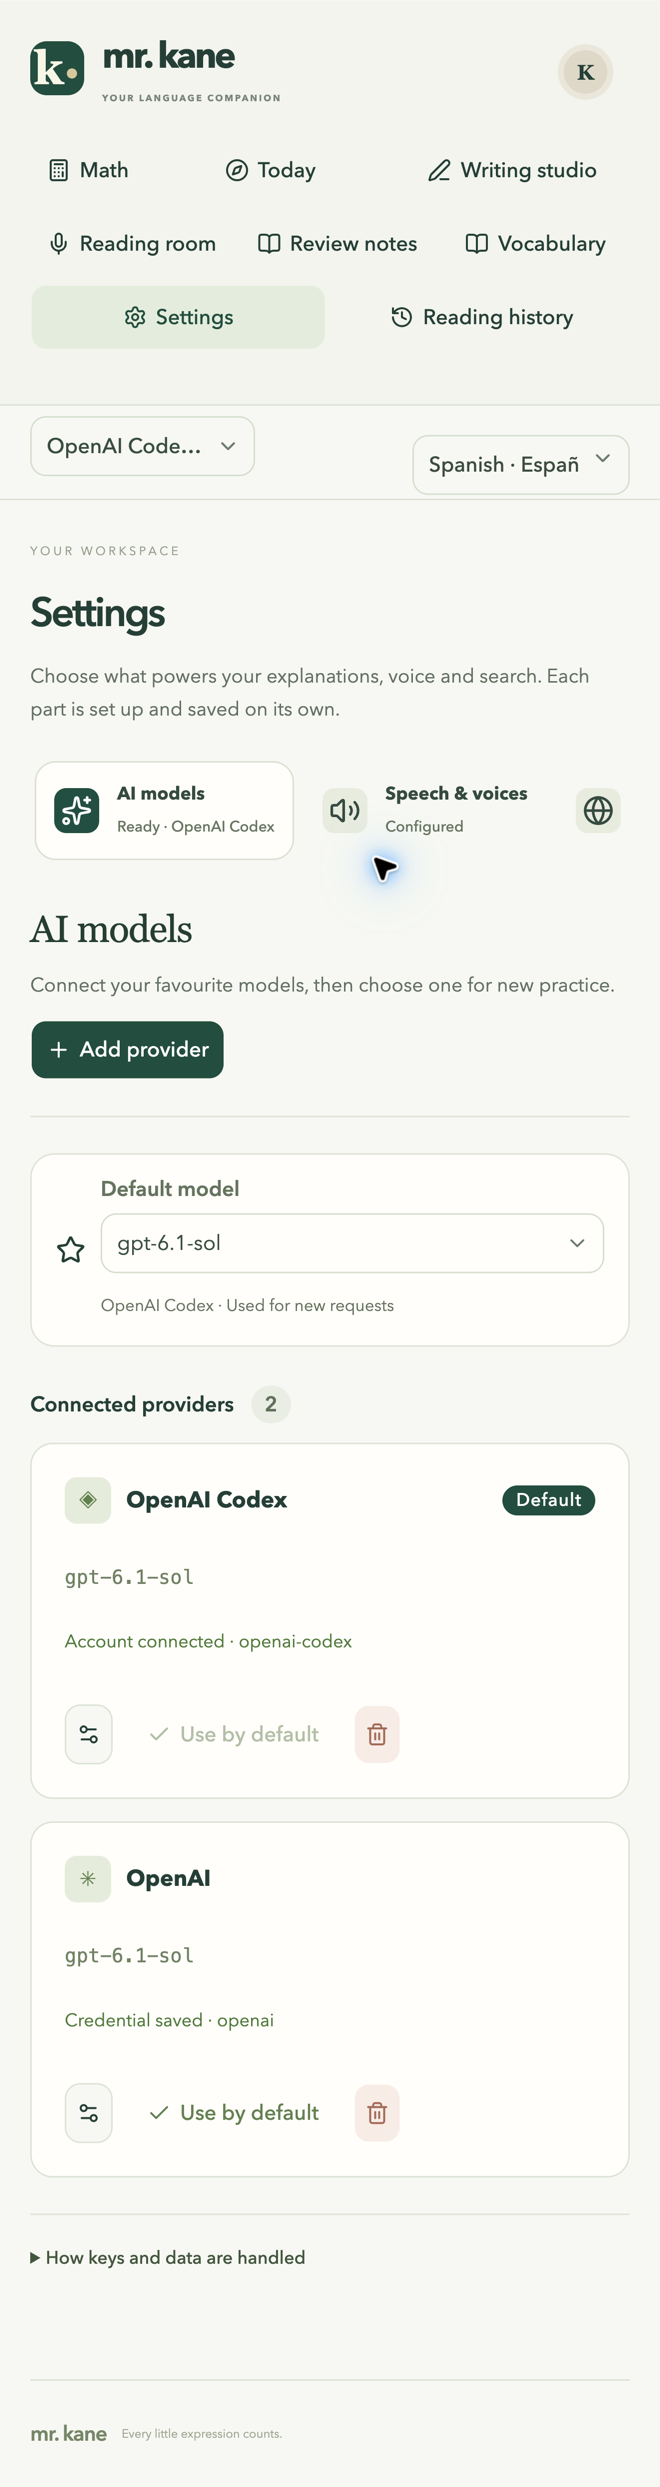 k.
mr. kane
YOUR LANGUAGE COMPANION
K
Math
Today
Writing studio
Reading room
Review notes
Vocabulary
Settings
Reading history
OpenAI Code...
Spanish · Españ
YOUR WORKSPACE
Settings
Choose what powers your explanations, voice and search. Each
part is set up and saved on its own.
AI models
Ready · OpenAI Codex
Speech & voices
Configured
AI models
Connect your favourite models, then choose one for new practice.
+ Add provider
Default model
gpt-6.1-sol
OpenAI Codex · Used for new requests
Connected providers 2
OpenAI Codex
Default
gpt-6.1-sol
Account connected · openai-codex
Use by default
OpenAI
gpt-6.1-sol
Credential saved · openai
Use by default
How keys and data are handled
mr. kane
Every little expression counts.